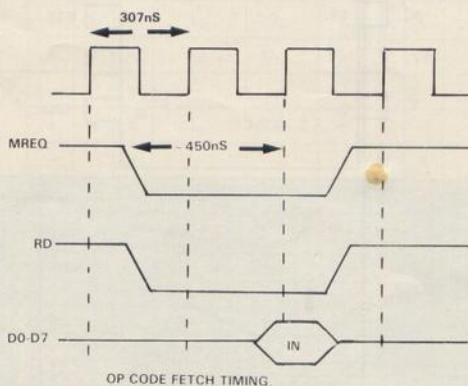 307nS
MREQ
450nS
RD
D0-D7
IN
OP CODE FETCH TIMING